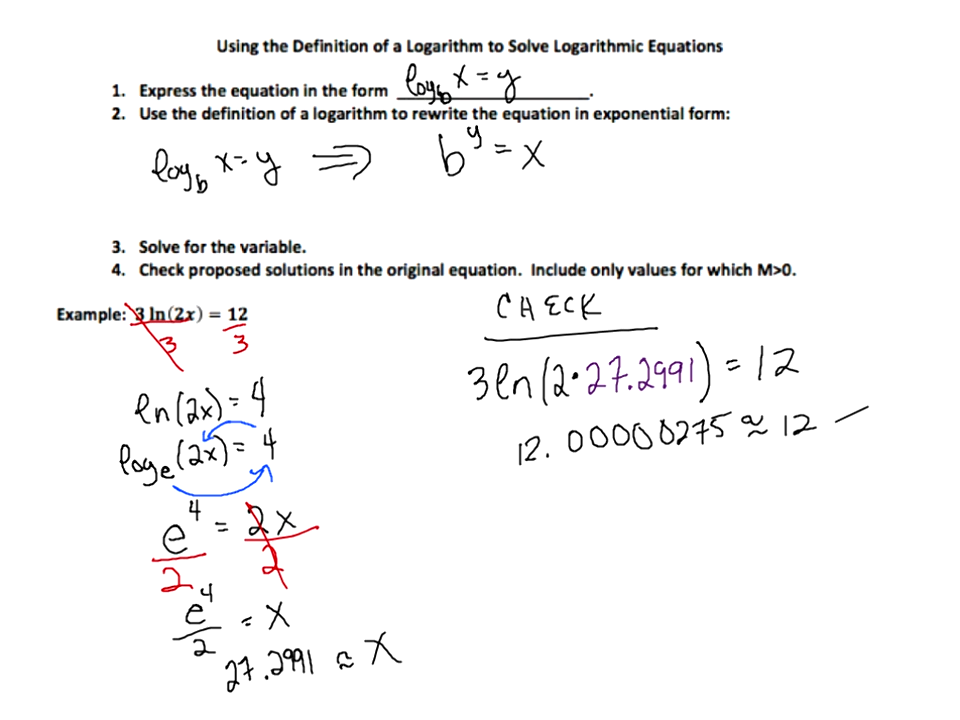 Using the Definition of a Logarithm to Solve Logarithmic Equations
1. Express the equation in the form log_b x = y.
2. Use the definition of a logarithm to rewrite the equation in exponential form:
log_b x = y ⟹ b^y = x
3. Solve for the variable.
4. Check proposed solutions in the original equation. Include only values for which M>0.
Example: 3 ln(2x) = 12
3 3
ln(2x) = 4
log_e (2x) = 4
e^4 = 2x
2 2
e^4/2 = x
27.2991 ≈ x
CHECK
3ln(2·27.2991) = 12
12.00000275 ≈ 12